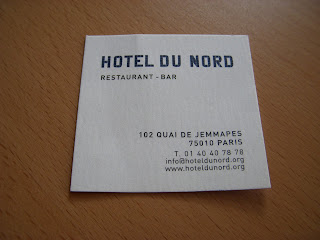 HOTEL DU NORD
RESTAURANT - BAR
102 QUAI DE JEMMAPES
75010 PARIS
T. 01 40 40 78 78
info@hoteldunord.org
www.hoteldunord.org